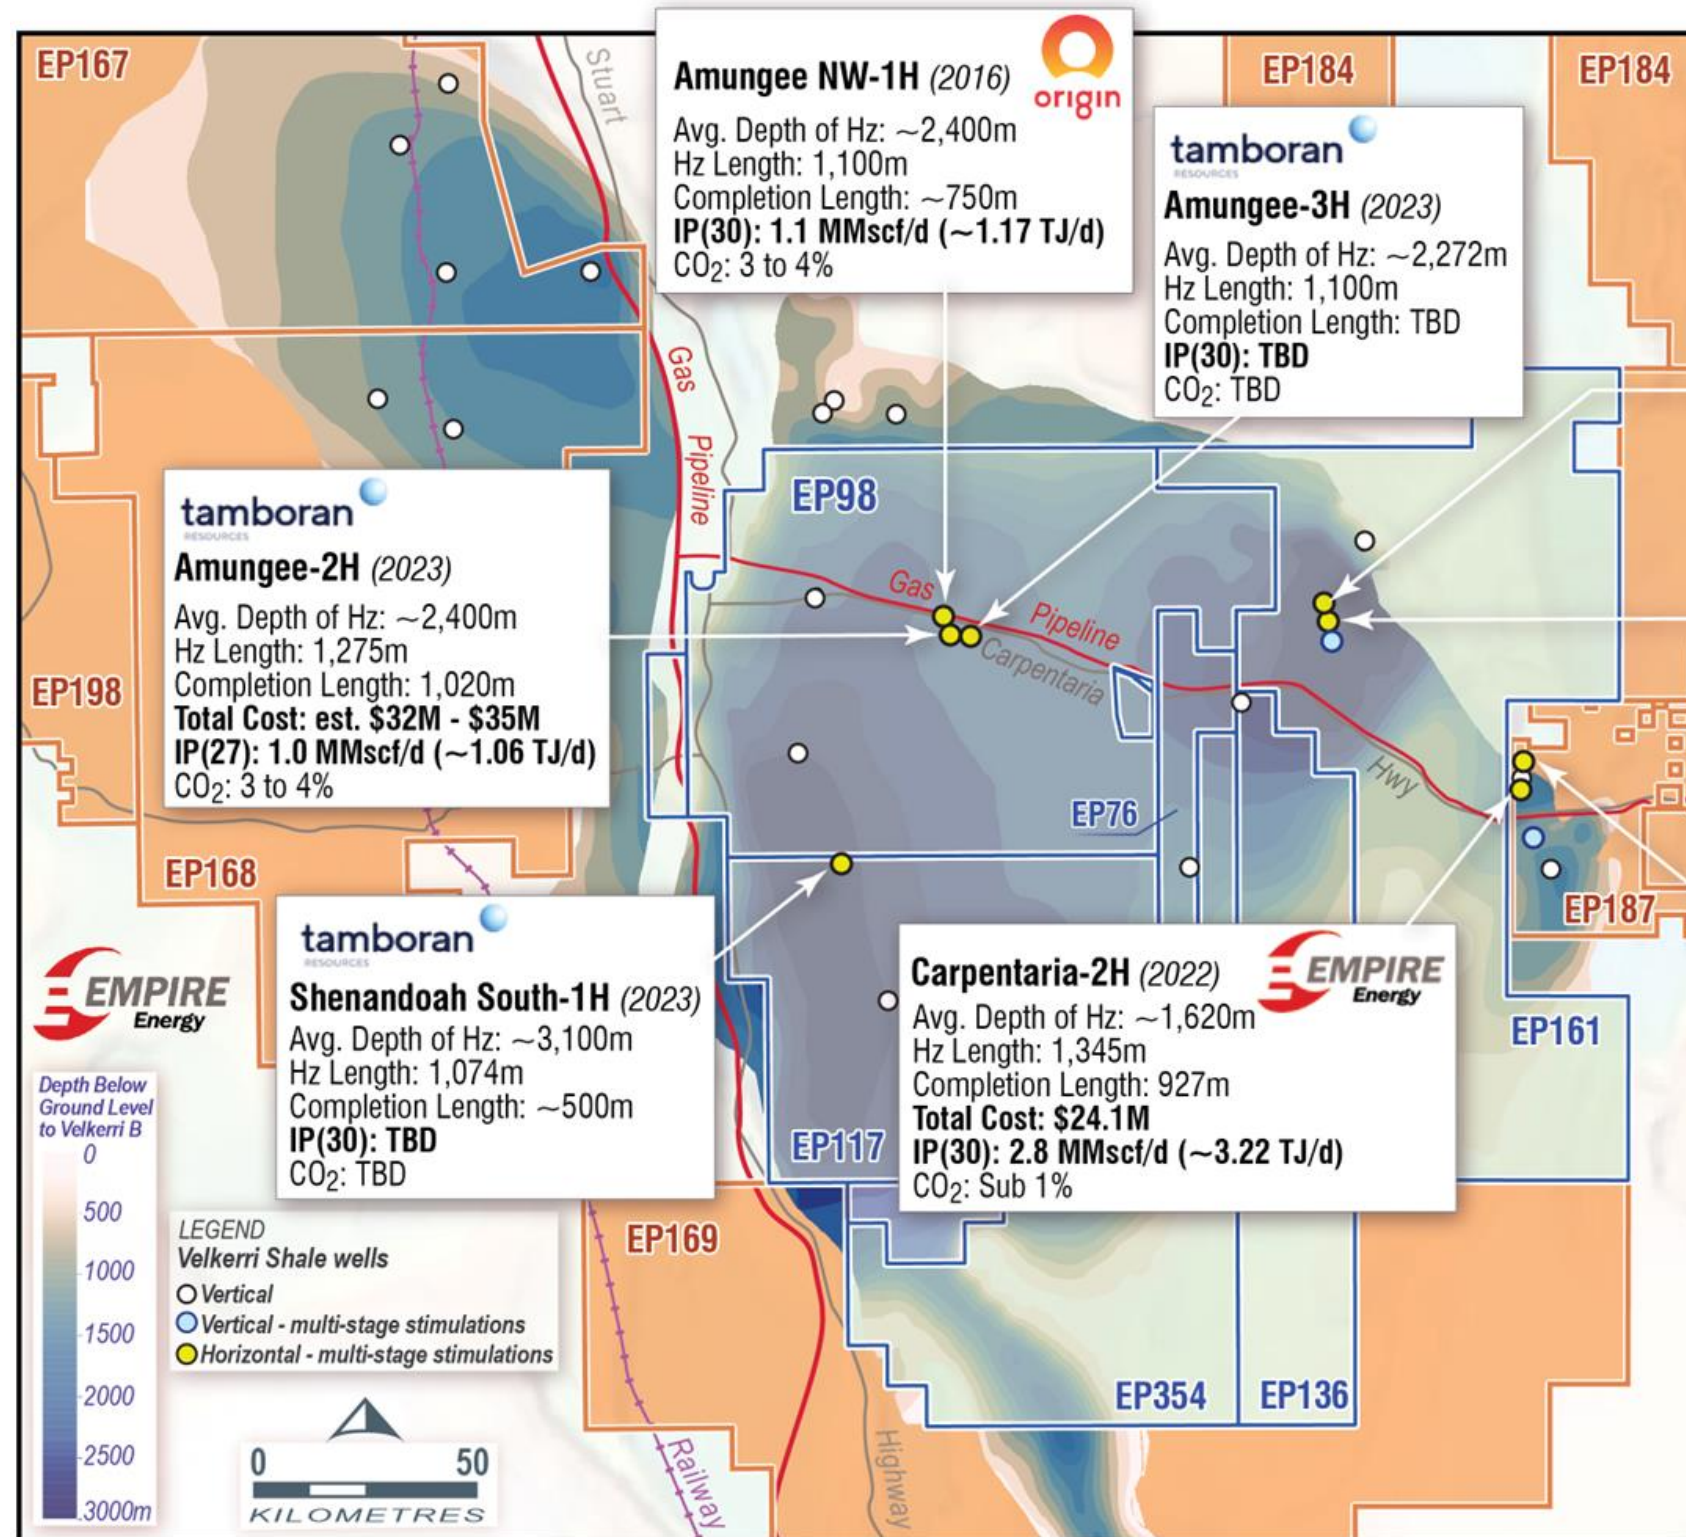 EP167
Stuart
Amungee NW-1H (2016)
origin
Avg. Depth of Hz: ~2,400m
Hz Length: 1,100m
Completion Length: ~750m
IP(30): 1.1 MMscf/d (~1.17 TJ/d)
CO2: 3 to 4%
EP184
EP184
tamboran
RESOURCES
Amungee-3H (2023)
Avg. Depth of Hz: ~2,272m
Hz Length: 1,100m
Completion Length: TBD
IP(30): TBD
CO2: TBD
Gas
Pipeline
tamboran
RESOURCES
Amungee-2H (2023)
Avg. Depth of Hz: ~2,400m
Hz Length: 1,275m
Completion Length: 1,020m
Total Cost: est. $32M - $35M
IP(27): 1.0 MMscf/d (~1.06 TJ/d)
CO2: 3 to 4%
EP98
Gas
Pipeline
Carpentaria
Hwy
EP198
EP76
EP168
EP187
tamboran
RESOURCES
Shenandoah South-1H (2023)
Avg. Depth of Hz: ~3,100m
Hz Length: 1,074m
Completion Length: ~500m
IP(30): TBD
CO2: TBD
EMPIRE
Energy
Carpentaria-2H (2022)
EMPIRE
Energy
Avg. Depth of Hz: ~1,620m
Hz Length: 1,345m
Completion Length: 927m
Total Cost: $24.1M
IP(30): 2.8 MMscf/d (~3.22 TJ/d)
CO2: Sub 1%
EP161
EP117
Depth Below
Ground Level
to Velkerri B
0
500
1000
1500
2000
2500
3000m
LEGEND
Velkerri Shale wells
Vertical
Vertical - multi-stage stimulations
Horizontal - multi-stage stimulations
EP169
EP354
EP136
0 50
KILOMETRES
Railway
Highway